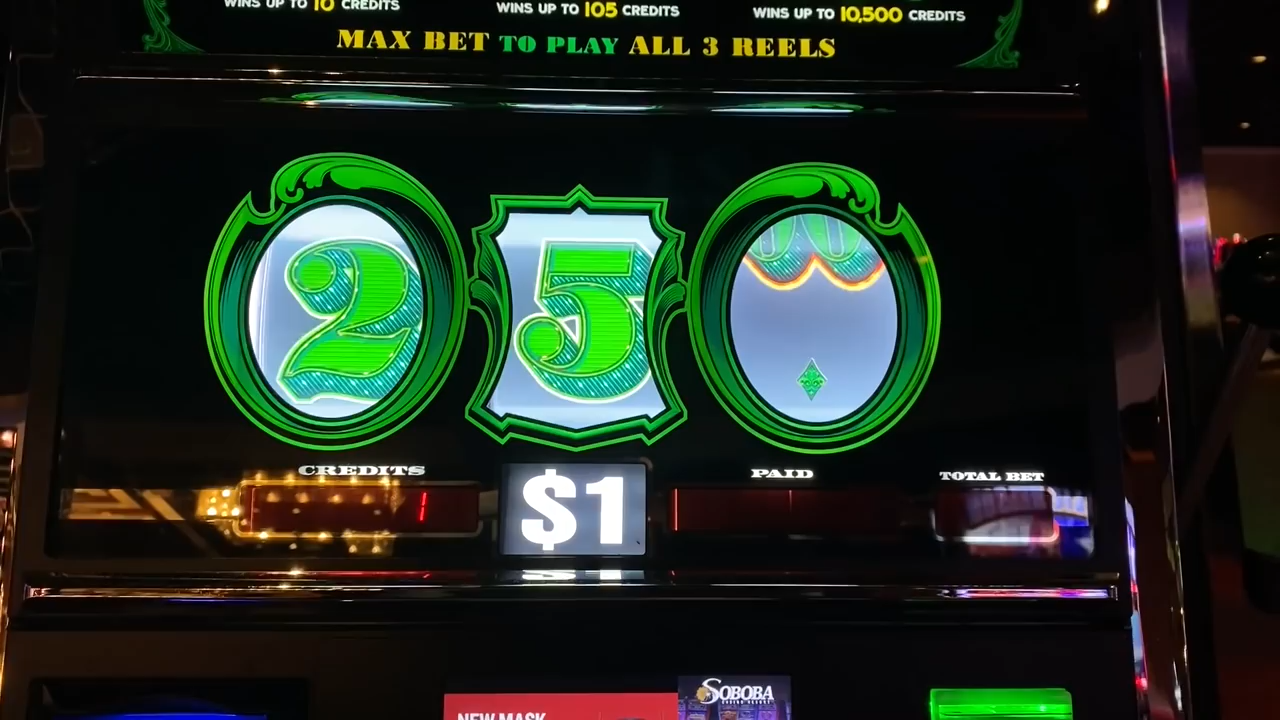 WINS UP TO 10 CREDITS
WINS UP TO 105 CREDITS
WINS UP TO 10,500 CREDITS
MAX BET TO PLAY ALL 3 REELS
2 5
CREDITS
PAID
TOTAL BET
1
$1
NEW MASK
SOBOBA